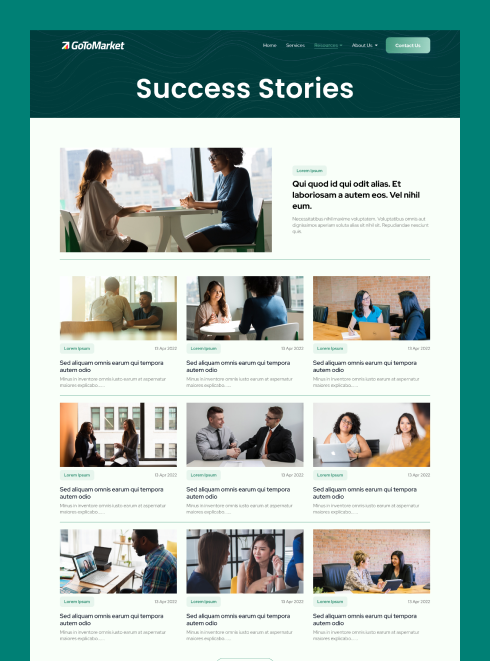 GoToMarket
Home Services Resources About Us Contact Us
Success Stories
Lorem Ipsum
Qui quod id qui odit alias. Et
laboriosam a autem eos. Vel nihil
eum.
Necessitatibus nihil maxime voluptatem. Voluptatibus omnis aut
dignissimos aperiam soluta alias sit nihil et. Repudiandae nesciunt
quia.
Lorem Ipsum 13 Apr 2022
Sed aliquam omnis earum qui tempora
autem odio
Minus in inventore omnis iusto earum at aspernatur
maiores explicabo.....
Lorem Ipsum 13 Apr 2022
Sed aliquam omnis earum qui tempora
autem odio
Minus in inventore omnis iusto earum at aspernatur
maiores explicabo.....
Lorem Ipsum 13 Apr 2022
Sed aliquam omnis earum qui tempora
autem odio
Minus in inventore omnis iusto earum at aspernatur
maiores explicabo.....
Lorem Ipsum 13 Apr 2022
Sed aliquam omnis earum qui tempora
autem odio
Minus in inventore omnis iusto earum at aspernatur
maiores explicabo.....
Lorem Ipsum 13 Apr 2022
Sed aliquam omnis earum qui tempora
autem odio
Minus in inventore omnis iusto earum at aspernatur
maiores explicabo.....
Lorem Ipsum 13 Apr 2022
Sed aliquam omnis earum qui tempora
autem odio
Minus in inventore omnis iusto earum at aspernatur
maiores explicabo.....
Lorem Ipsum 13 Apr 2022
Sed aliquam omnis earum qui tempora
autem odio
Minus in inventore omnis iusto earum at aspernatur
maiores explicabo.....
Lorem Ipsum 13 Apr 2022
Sed aliquam omnis earum qui tempora
autem odio
Minus in inventore omnis iusto earum at aspernatur
maiores explicabo.....
Lorem Ipsum 13 Apr 2022
Sed aliquam omnis earum qui tempora
autem odio
Minus in inventore omnis iusto earum at aspernatur
maiores explicabo.....